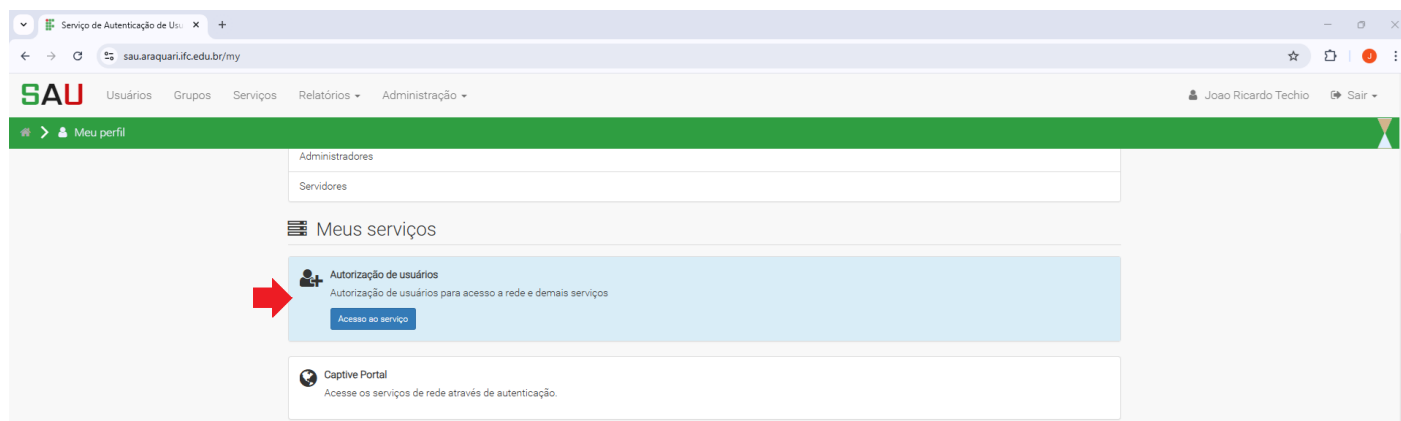 Serviço de Autenticação de Usu
sau.araquari.ifc.edu.br/my
J
SAU Usuários Grupos Serviços Relatórios Administração Joao Ricardo Techio Sair
Meu perfil
Administradores
Servidores
Meus serviços
Autorização de usuários
Autorização de usuários para acesso a rede e demais serviços
Acesso ao serviço
Captive Portal
Acesse os serviços de rede através de autenticação.